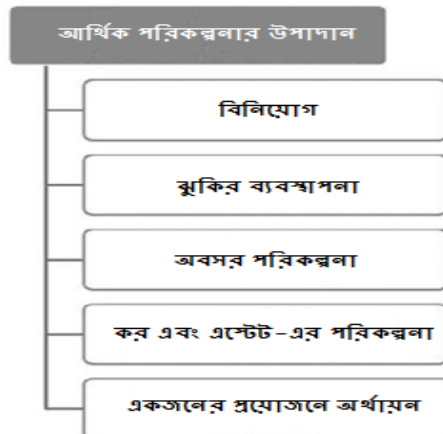 আর্থিক পরিকল্পনার উপাদান
বিনিয়োগ
ঝুকির ব্যবস্থাপনা
অবসর পরিকল্পনা
কর এবং এস্টেট-এর পরিকল্পনা
একজনের প্রয়োজনে অর্থায়ন